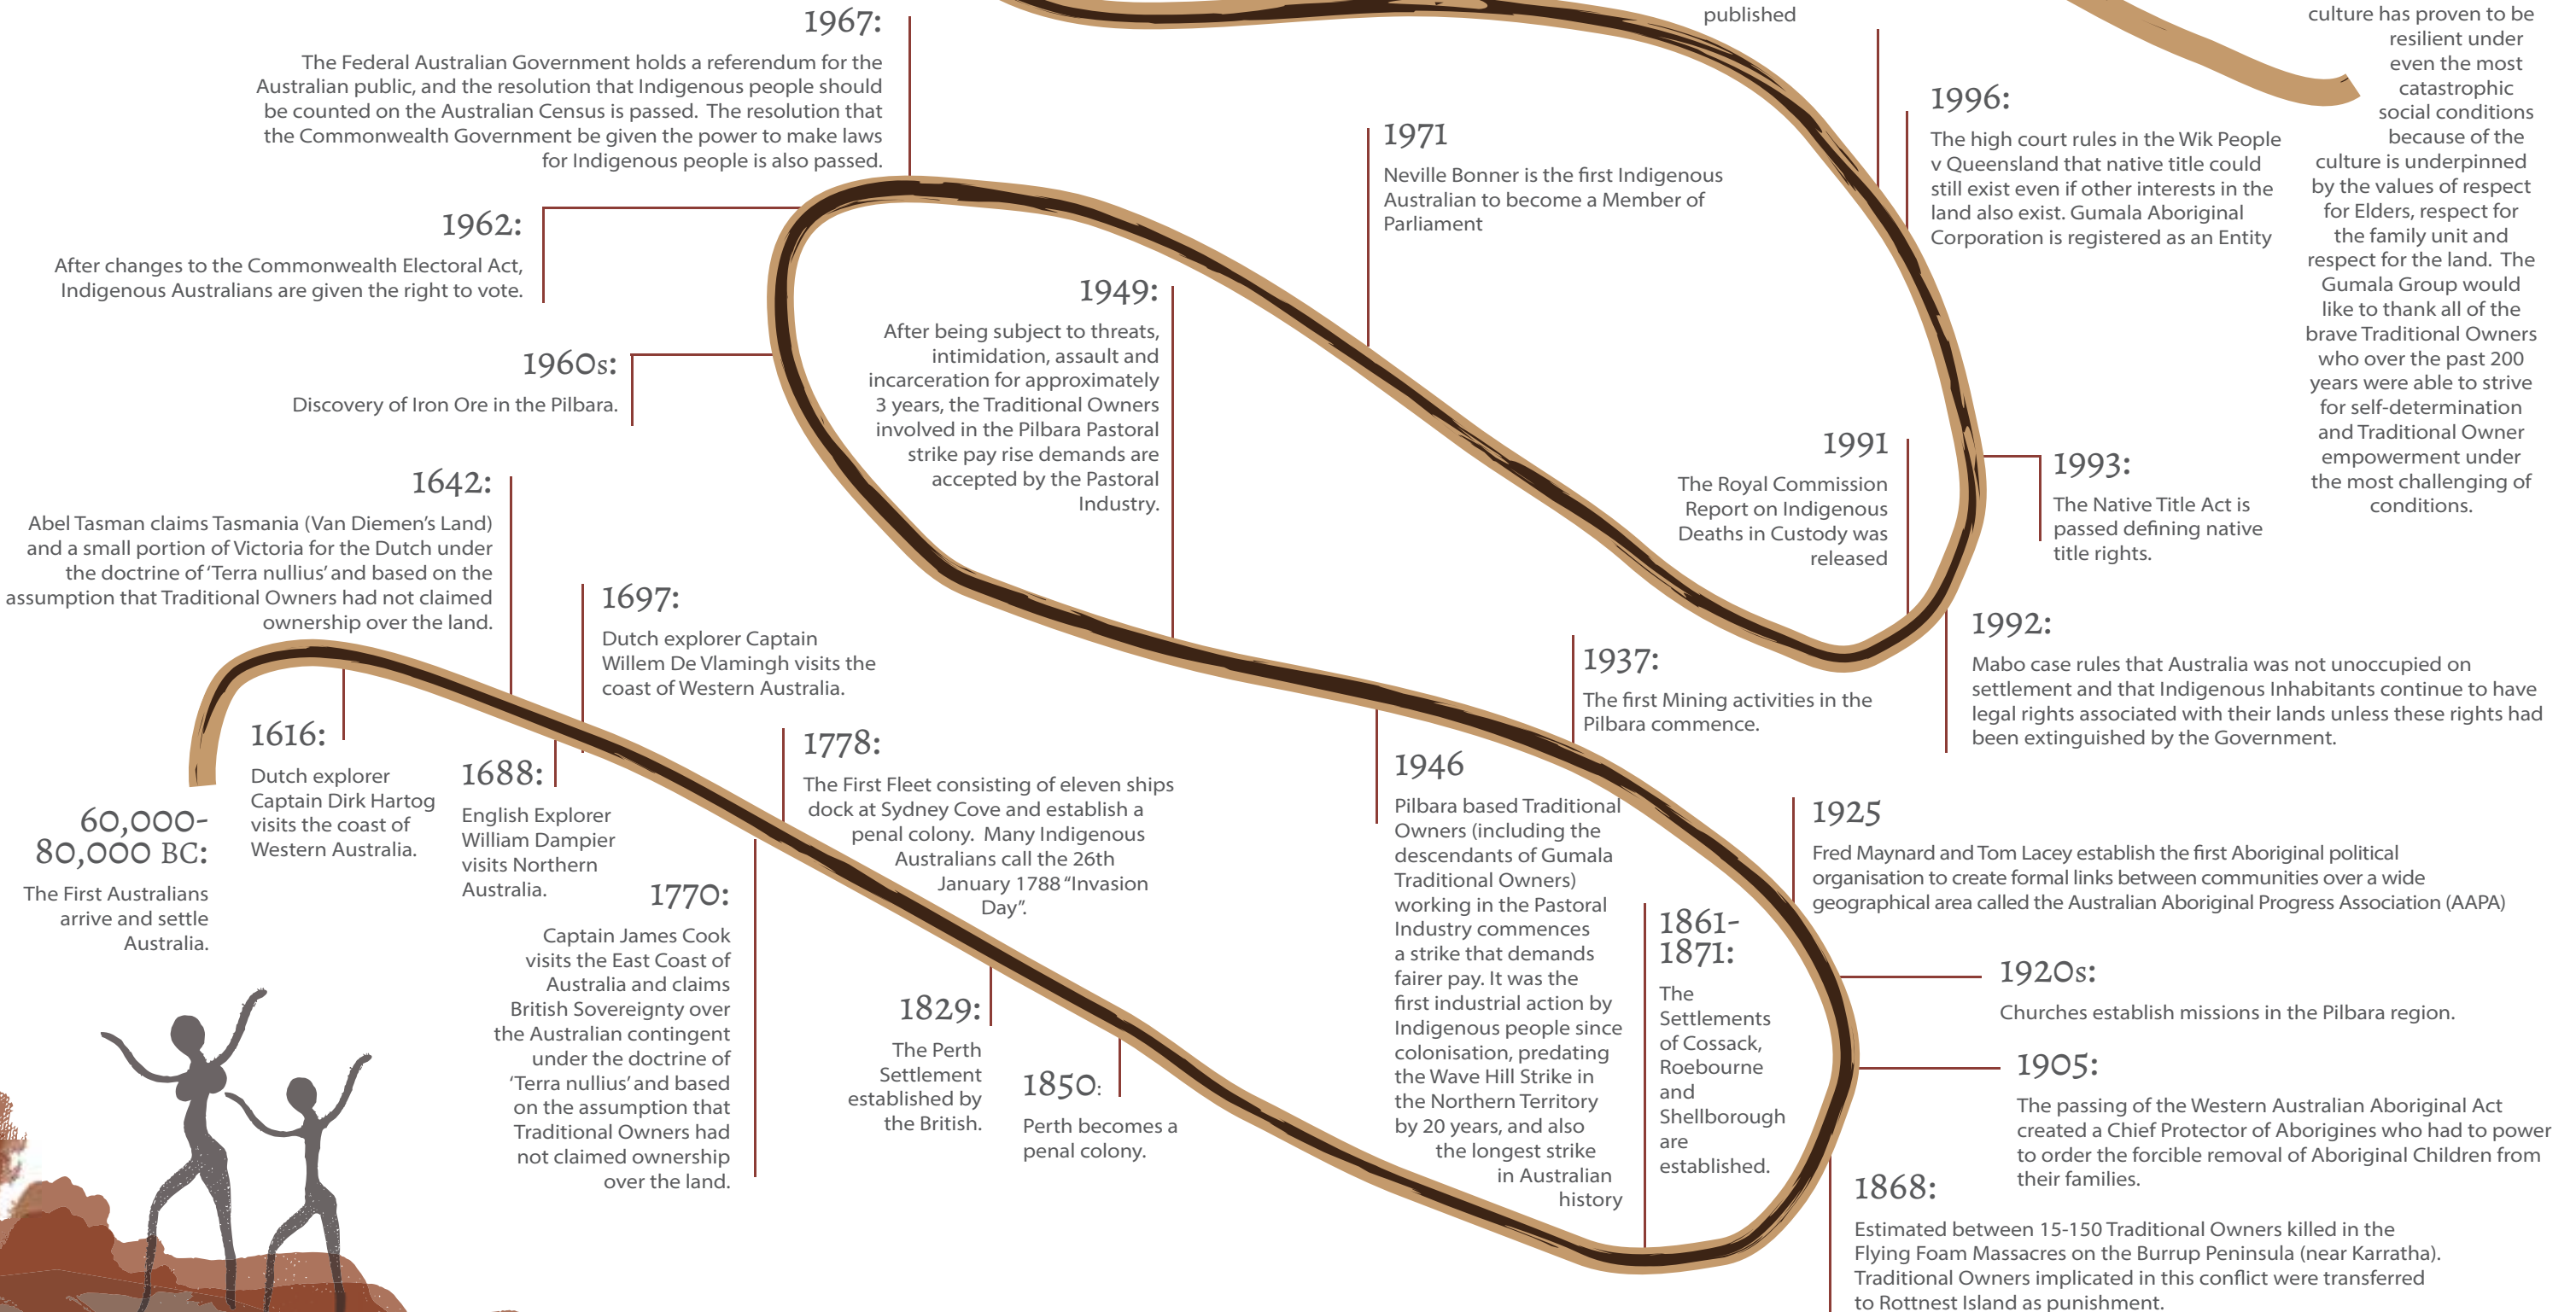 1967:
The Federal Australian Government holds a referendum for the
Australian public, and the resolution that Indigenous people should
be counted on the Australian Census is passed. The resolution that
the Commonwealth Government be given the power to make laws
for Indigenous people is also passed.
1962:
After changes to the Commonwealth Electoral Act,
Indigenous Australians are given the right to vote.
1960s:
Discovery of Iron Ore in the Pilbara.
1949:
After being subject to threats,
intimidation, assault and
incarceration for approximately
3 years, the Traditional Owners
involved in the Pilbara Pastoral
strike pay rise demands are
accepted by the Pastoral
Industry.
published
1971
Neville Bonner is the first Indigenous
Australian to become a Member of
Parliament
1996:
The high court rules in the Wik People
v Queensland that native title could
still exist even if other interests in the
land also exist. Gumala Aboriginal
Corporation is registered as an Entity
culture has proven to be
resilient under
even the most
catastrophic
social conditions
because of the
culture is underpinned
by the values of respect
for Elders, respect for
the family unit and
respect for the land. The
Gumala Group would
like to thank all of the
brave Traditional Owners
who over the past 200
years were able to strive
for self-determination
and Traditional Owner
empowerment under
the most challenging of
conditions.
1991
The Royal Commission
Report on Indigenous
Deaths in Custody was
released
1993:
The Native Title Act is
passed defining native
title rights.
1992:
Mabo case rules that Australia was not unoccupied on
settlement and that Indigenous Inhabitants continue to have
legal rights associated with their lands unless these rights had
been extinguished by the Government.
1642:
Abel Tasman claims Tasmania (Van Diemen's Land)
and a small portion of Victoria for the Dutch under
the doctrine of 'Terra nullius' and based on the
assumption that Traditional Owners had not claimed
ownership over the land.
1697:
Dutch explorer Captain
Willem De Vlamingh visits the
coast of Western Australia.
1616:
Dutch explorer
Captain Dirk Hartog
visits the coast of
Western Australia.
1688:
English Explorer
William Dampier
visits Northern
Australia.
60,000-
80,000 BC:
The First Australians
arrive and settle
Australia.
1778:
The First Fleet consisting of eleven ships
dock at Sydney Cove and establish a
penal colony. Many Indigenous
Australians call the 26th
January 1788 "Invasion
Day".
1770:
Captain James Cook
visits the East Coast of
Australia and claims
British Sovereignty over
the Australian contingent
under the doctrine of
'Terra nullius' and based
on the assumption that
Traditional Owners had
not claimed ownership
over the land.
1829:
The Perth
Settlement
established by
the British.
1850:
Perth becomes a
penal colony.
1937:
The first Mining activities in the
Pilbara commence.
1946
Pilbara based Traditional
Owners (including the
descendants of Gumala
Traditional Owners)
working in the Pastoral
Industry commences
a strike that demands
fairer pay. It was the
first industrial action by
Indigenous people since
colonisation, predating
the Wave Hill Strike in
the Northern Territory
by 20 years, and also
the longest strike
in Australian
history
1861-
1871:
The
Settlements
of Cossack,
Roebourne
and
Shellborough
are
established.
1925
Fred Maynard and Tom Lacey establish the first Aboriginal political
organisation to create formal links between communities over a wide
geographical area called the Australian Aboriginal Progress Association (AAPA)
1920s:
Churches establish missions in the Pilbara region.
1905:
The passing of the Western Australian Aboriginal Act
created a Chief Protector of Aborigines who had to power
to order the forcible removal of Aboriginal Children from
their families.
1868:
Estimated between 15-150 Traditional Owners killed in the
Flying Foam Massacres on the Burrup Peninsula (near Karratha).
Traditional Owners implicated in this conflict were transferred
to Rottnest Island as punishment.